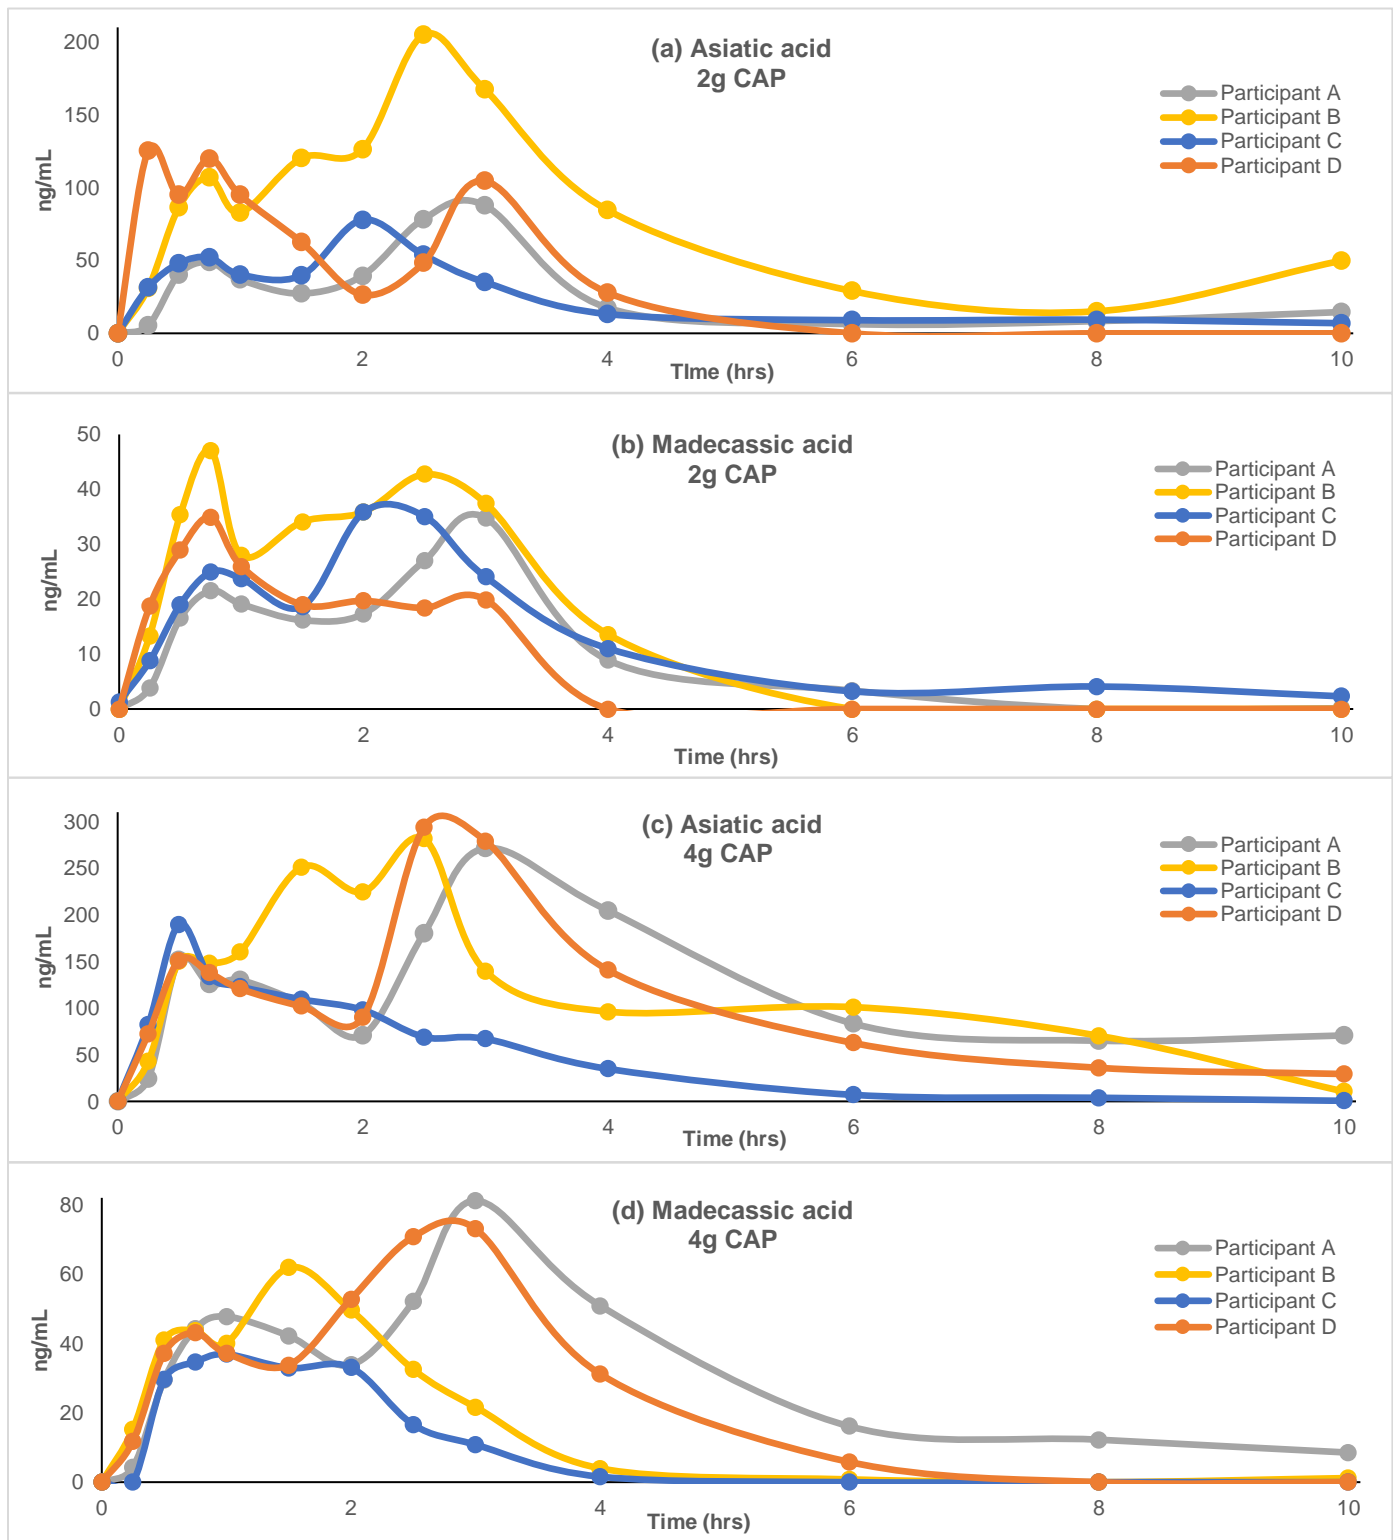 (a) Asiatic acid
2g CAP
200
150
100
50
0
ng/mL
Participant A
Participant B
Participant C
Participant D
0 2 4 6 8 10
TIme (hrs)
(b) Madecassic acid
2g CAP
50
40
30
20
10
0
ng/mL
Participant A
Participant B
Participant C
Participant D
0 2 4 6 8 10
Time (hrs)
(c) Asiatic acid
4g CAP
300
250
200
150
100
50
0
ng/mL
Participant A
Participant B
Participant C
Participant D
0 2 4 6 8 10
Time (hrs)
(d) Madecassic acid
4g CAP
80
60
40
20
0
ng/mL
Participant A
Participant B
Participant C
Participant D
0 2 4 6 8 10
Time (hrs)